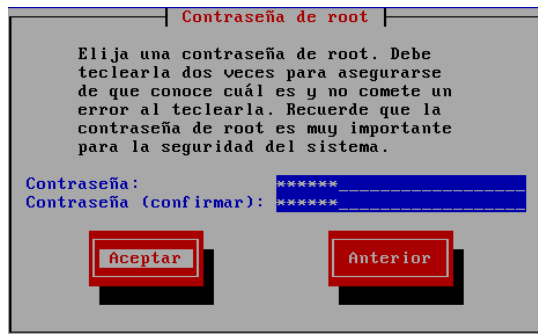 Contraseña de root
Elija una contraseña de root. Debe
teclearla dos veces para asegurarse
de que conoce cuál es y no comete un
error al teclearla. Recuerde que la
contraseña de root es muy importante
para la seguridad del sistema.
Contraseña: ******
Contraseña (confirmar): ******
Aceptar Anterior